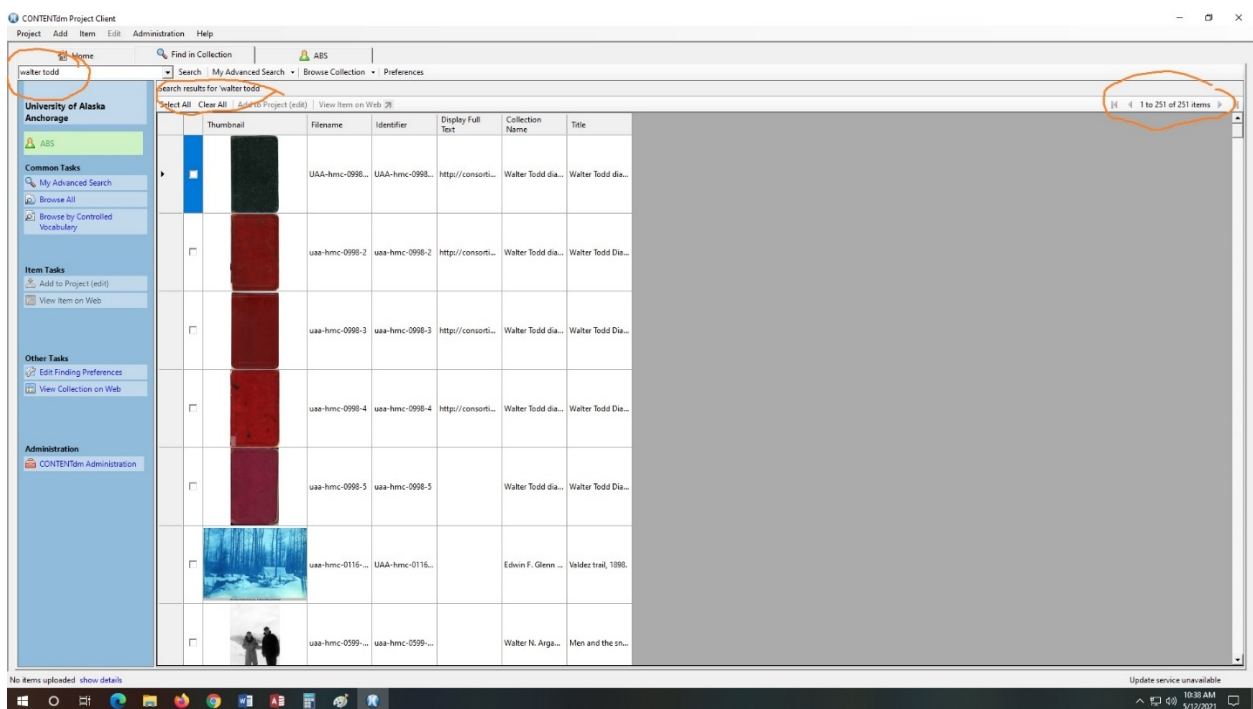 CONTENTdm Project Client
Project Add Item Edit Administration Help
Home Find in Collection ABS
walter todd Search My Advanced Search Browse Collection Preferences
Search results for 'walter todd'
Select All Clear All Add to Project (edit) View Item on Web 1 to 251 of 251 items
University of Alaska
Anchorage
ABS
Common Tasks
My Advanced Search
Browse All
Browse by Controlled
Vocabulary
Item Tasks
Add to Project (edit)
View Item on Web
Other Tasks
Edit Finding Preferences
View Collection on Web
Administration
CONTENTdm Administration
Thumbnail Filename Identifier Display Full Text Collection Name Title
UAA-hmc-0998... UAA-hmc-0998... http://consorti... Walter Todd dia... Walter Todd dia...
uaa-hmc-0998-2 uaa-hmc-0998-2 http://consorti... Walter Todd dia... Walter Todd Dia...
uaa-hmc-0998-3 uaa-hmc-0998-3 http://consorti... Walter Todd dia... Walter Todd Dia...
uaa-hmc-0998-4 uaa-hmc-0998-4 http://consorti... Walter Todd dia... Walter Todd Dia...
uaa-hmc-0998-5 uaa-hmc-0998-5 Walter Todd dia... Walter Todd Dia...
uaa-hmc-0116-... UAA-hmc-0116... Edwin F. Glenn ... Valdez trail, 1898.
uaa-hmc-0599-... uaa-hmc-0599-... Walter N. Arga... Men and the sn...
No items uploaded show details Update service unavailable
10:38 AM
5/12/2021